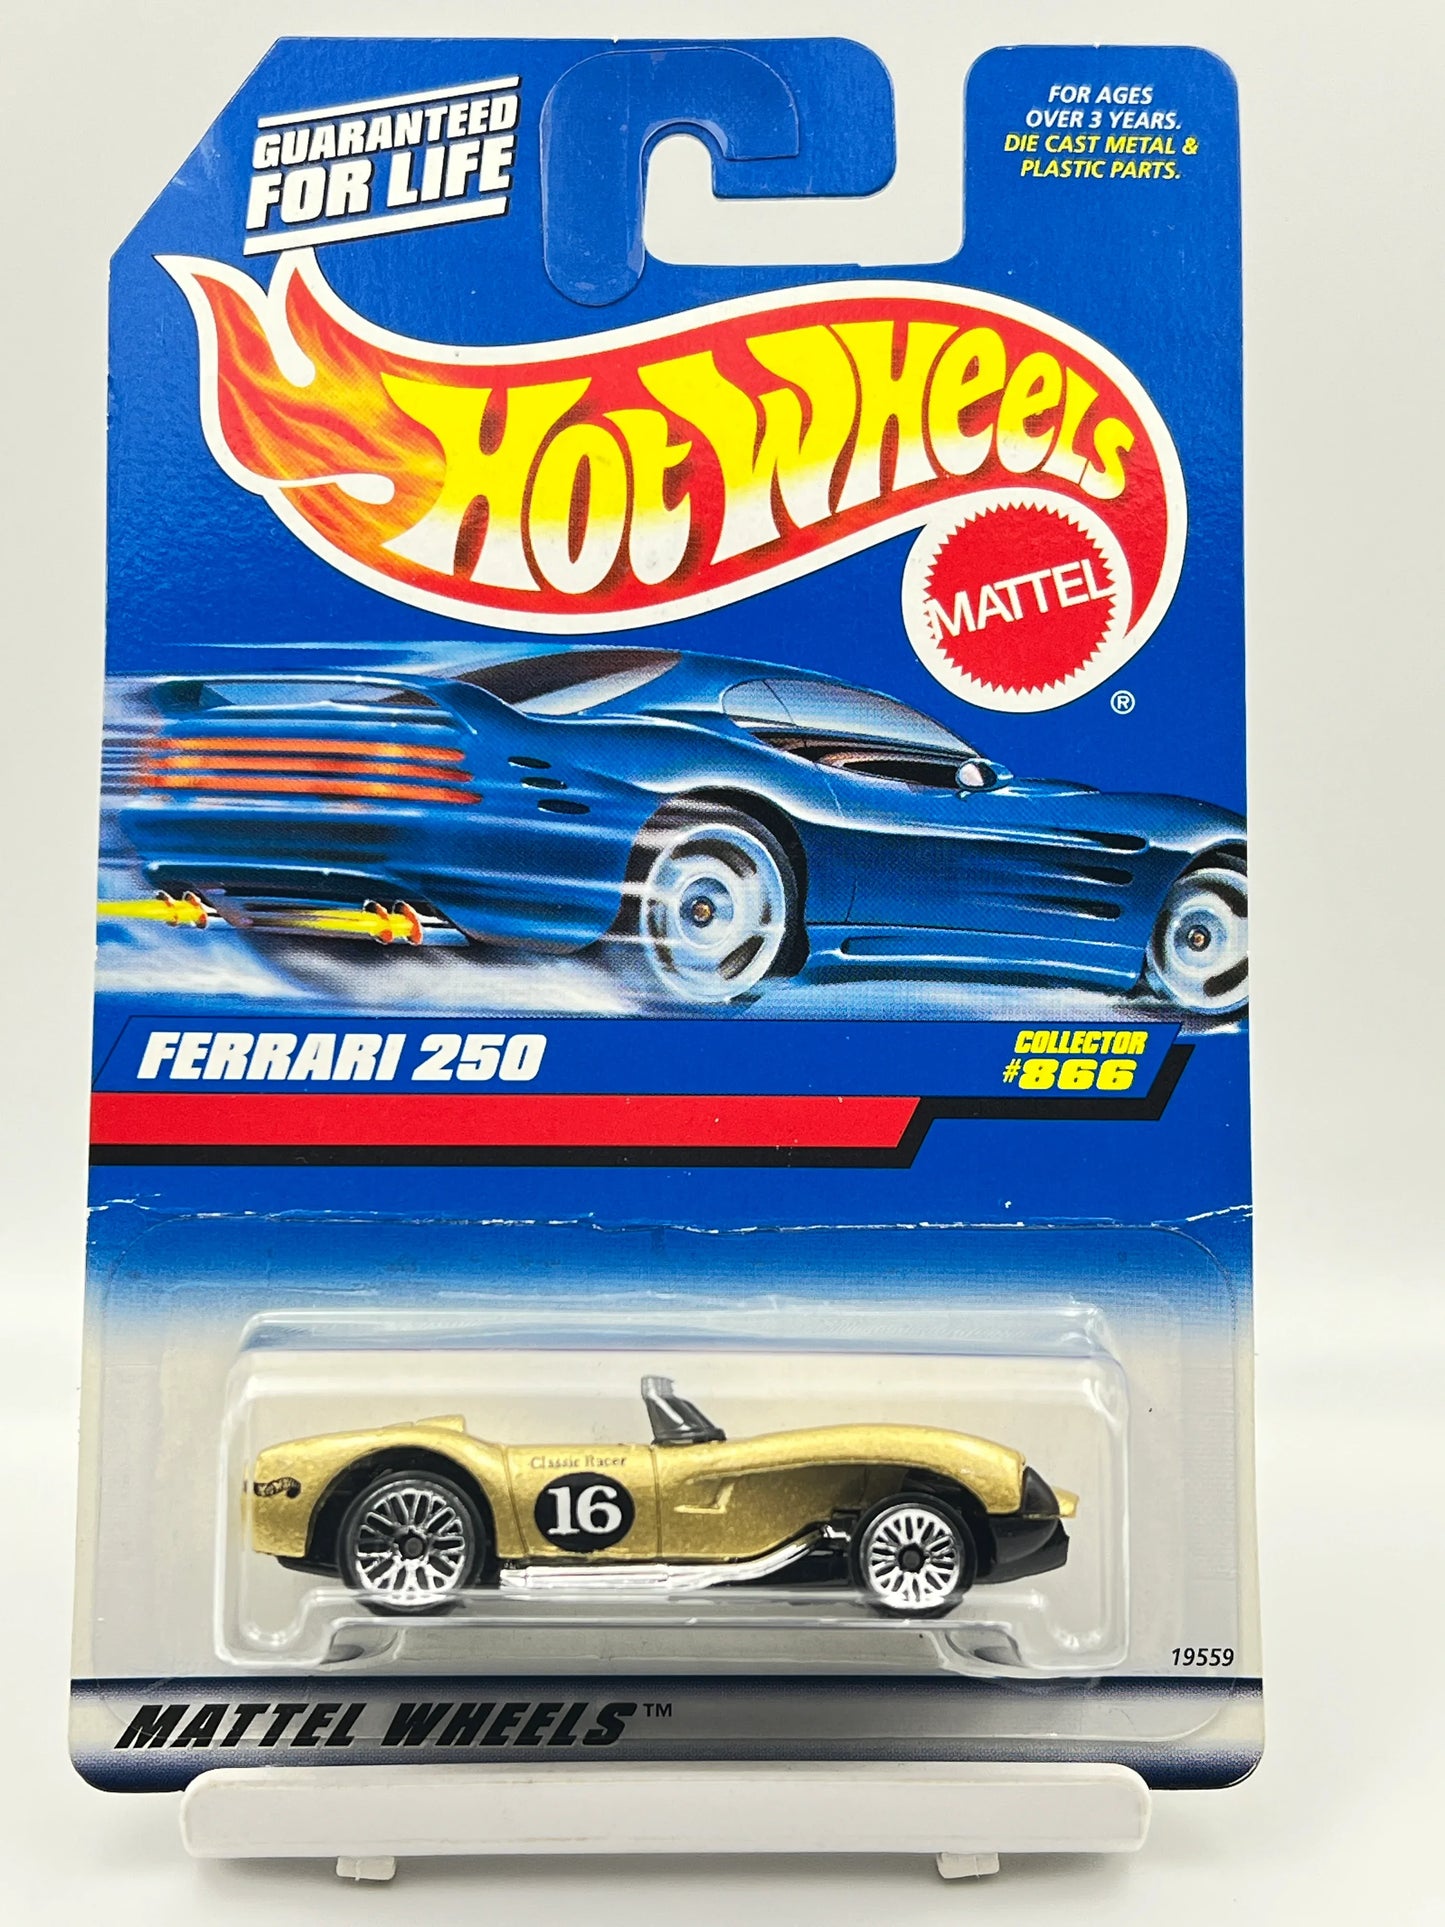 GUARANTEED
FOR LIFE
FOR AGES
OVER 3 YEARS.
DIE CAST METAL &
PLASTIC PARTS.
Hot Wheels
MATTEL
®
FERRARI 250
COLLECTOR
#866
Classic Racer
16
19559
MATTEL WHEELS™